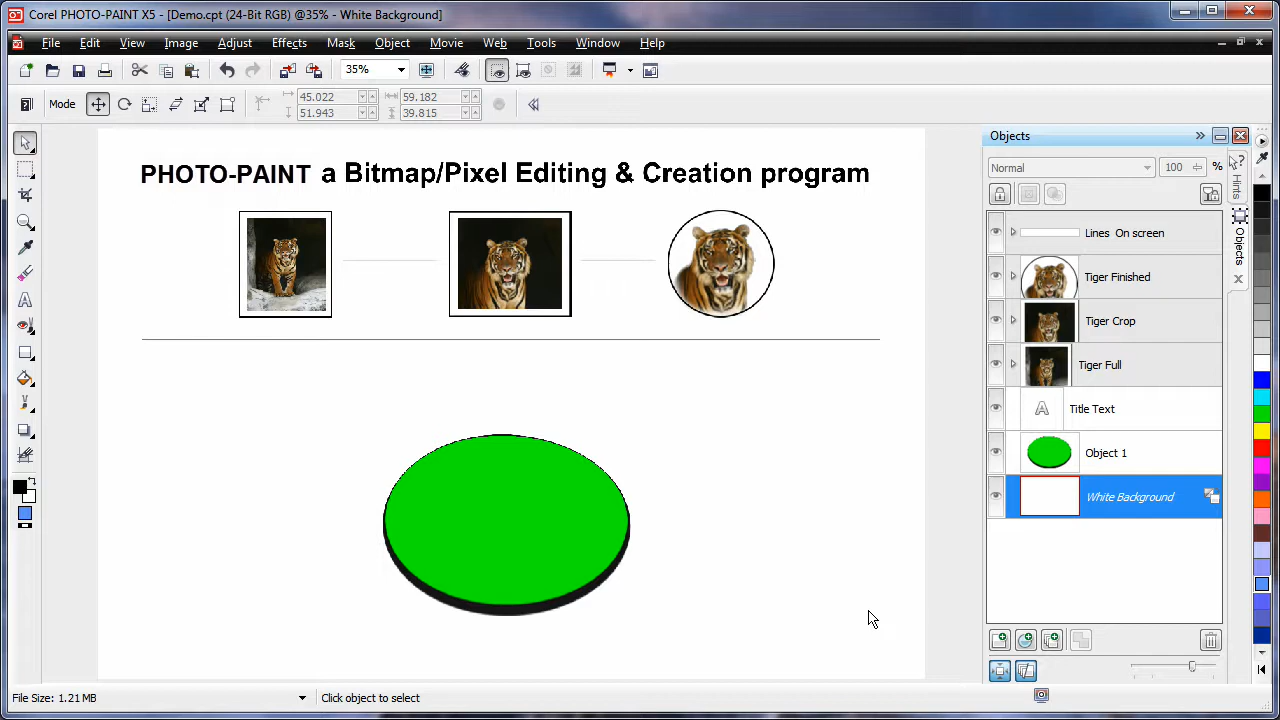 Corel PHOTO-PAINT X5 - [Demo.cpt (24-Bit RGB) @35% - White Background]
File Edit View Image Adjust Effects Mask Object Movie Web Tools Window Help
35%
Mode 45.022 59.182
51.943 39.815
Objects
Normal 100 %
Hints
Objects
PHOTO-PAINT a Bitmap/Pixel Editing & Creation program
Lines On screen
Tiger Finished
Tiger Crop
Tiger Full
A Title Text
Object 1
White Background
File Size: 1.21 MB Click object to select